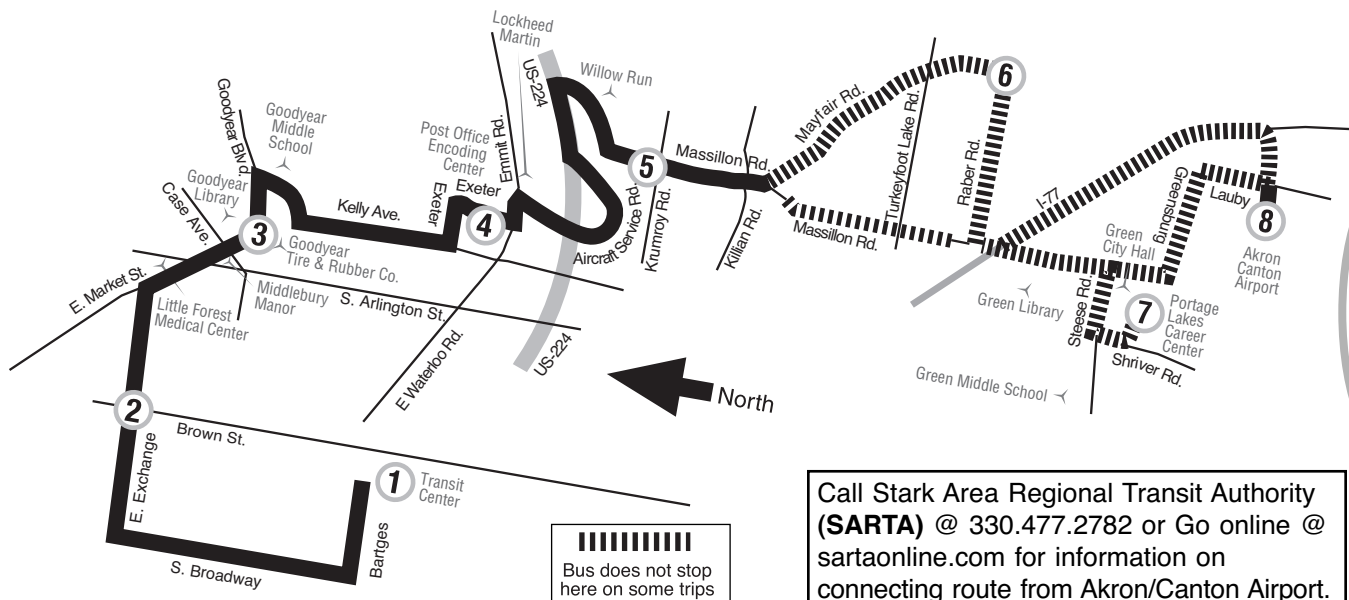 Lockheed
Martin
US-224
Willow Run
Goodyear Blvd.
Goodyear
Middle
School
Post Office
Encoding
Center
Emmit Rd.
Mayfair Rd.
Turkeyfoot Lake Rd.
6
Goodyear
Library
Case Ave.
Kelly Ave.
Exeter
Exeter
4
5
Massillon Rd.
Raber Rd.
I-77
Greensburg
Lauby
8
Akron
Canton
Airport
3
Goodyear
Tire & Rubber Co.
Aircraft Service Rd.
Krumroy Rd.
Killian Rd.
Massillon Rd.
Green
City Hall
E. Market St.
Little Forest
Medical Center
Middlebury
Manor
S. Arlington St.
E Waterloo Rd.
US-224
Green Library
Steese Rd.
7
Portage
Lakes
Career
Center
Shriver Rd.
Green Middle School
North
2
Brown St.
E. Exchange
1
Transit
Center
Bartges
S. Broadway
Bus does not stop
here on some trips
Call Stark Area Regional Transit Authority
(SARTA) @ 330.477.2782 or Go online @
sartaonline.com for information on
connecting route from Akron/Canton Airport.